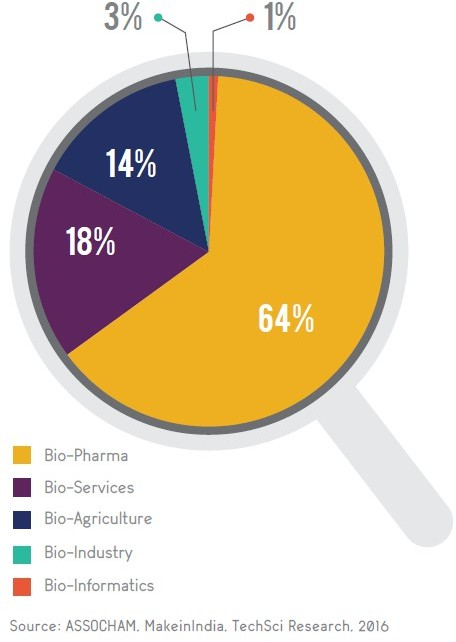 3% 1%
14%
18%
64%
Bio-Pharma
Bio-Services
Bio-Agriculture
Bio-Industry
Bio-Informatics
Source: ASSOCHAM, MakeinIndia, TechSci Research, 2016